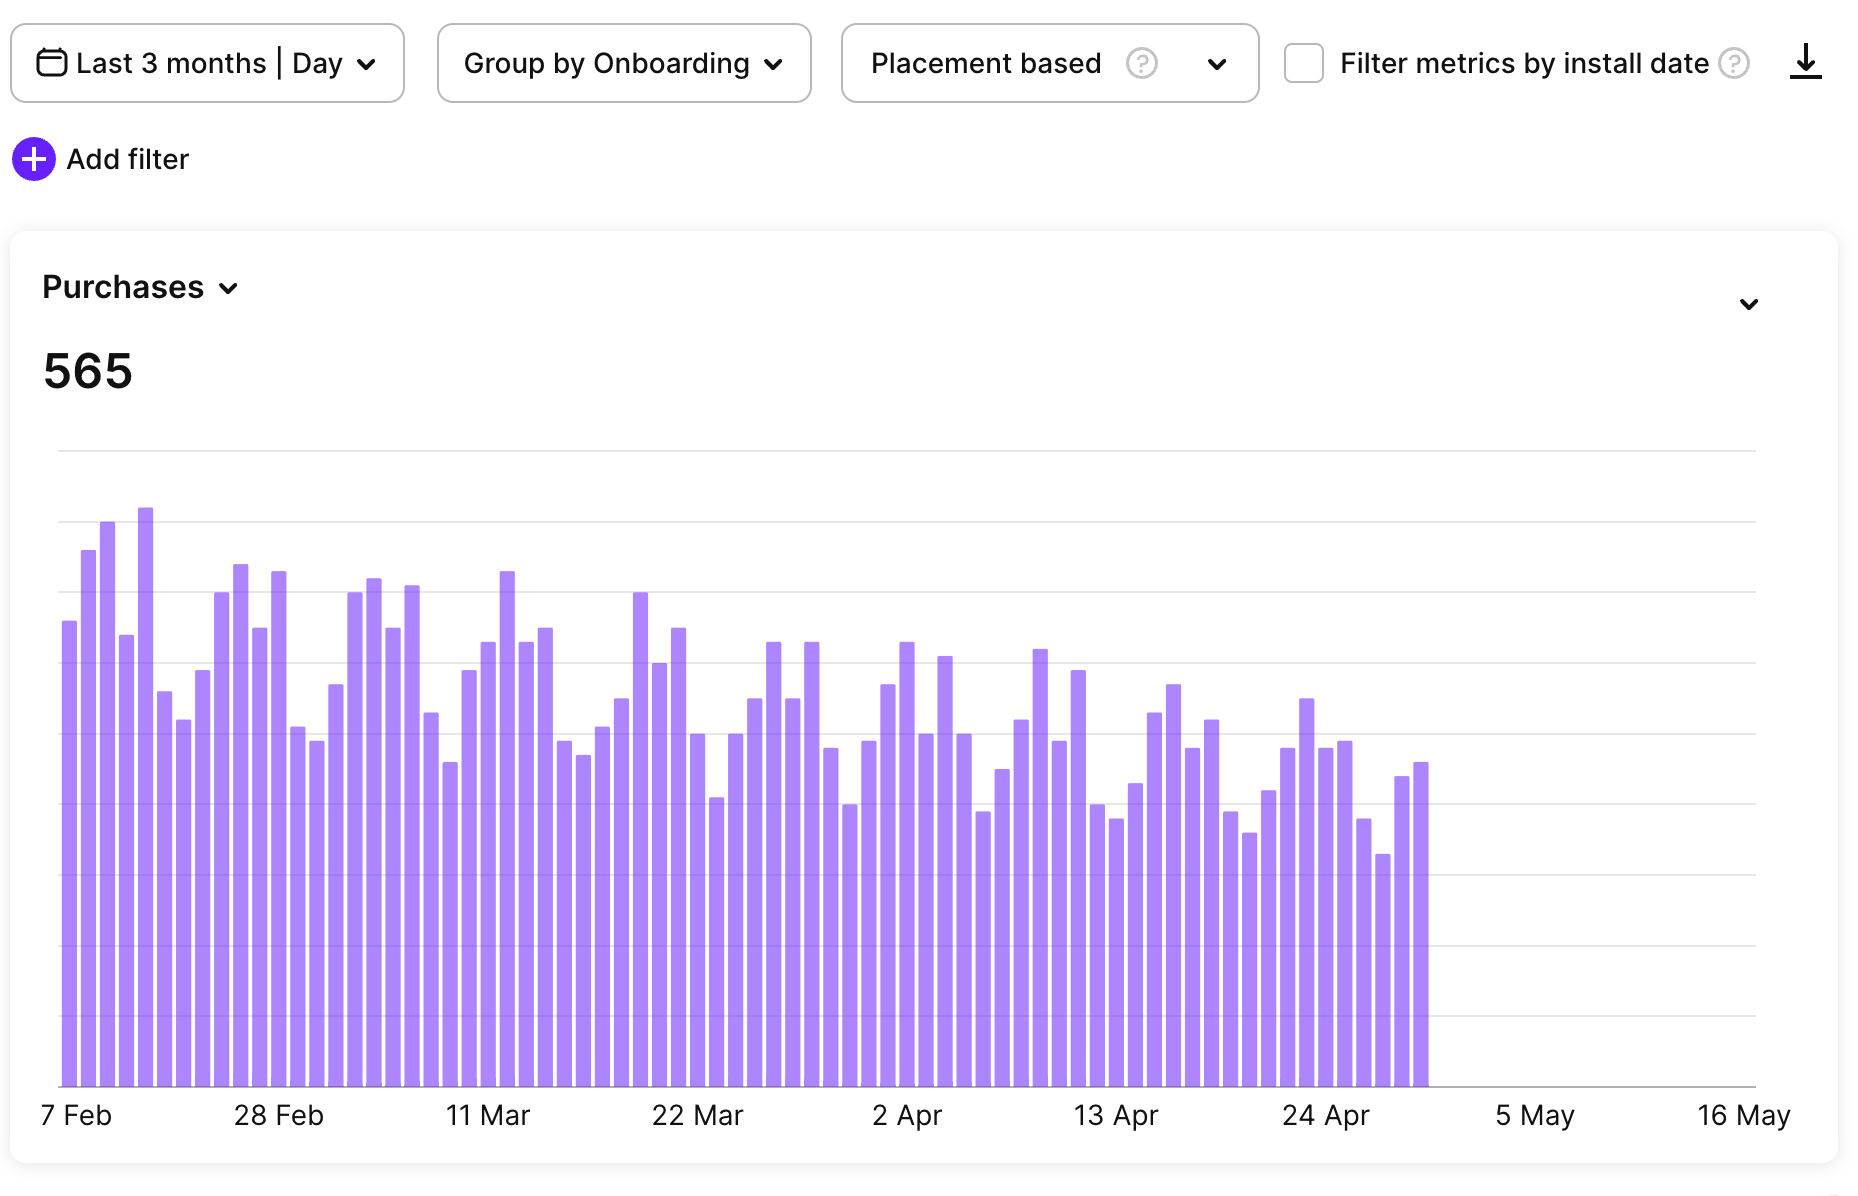 Last 3 months | Day
Group by Onboarding
Placement based ?
Filter metrics by install date ?
Add filter
Purchases
565
7 Feb
28 Feb
11 Mar
22 Mar
2 Apr
13 Apr
24 Apr
5 May
16 May